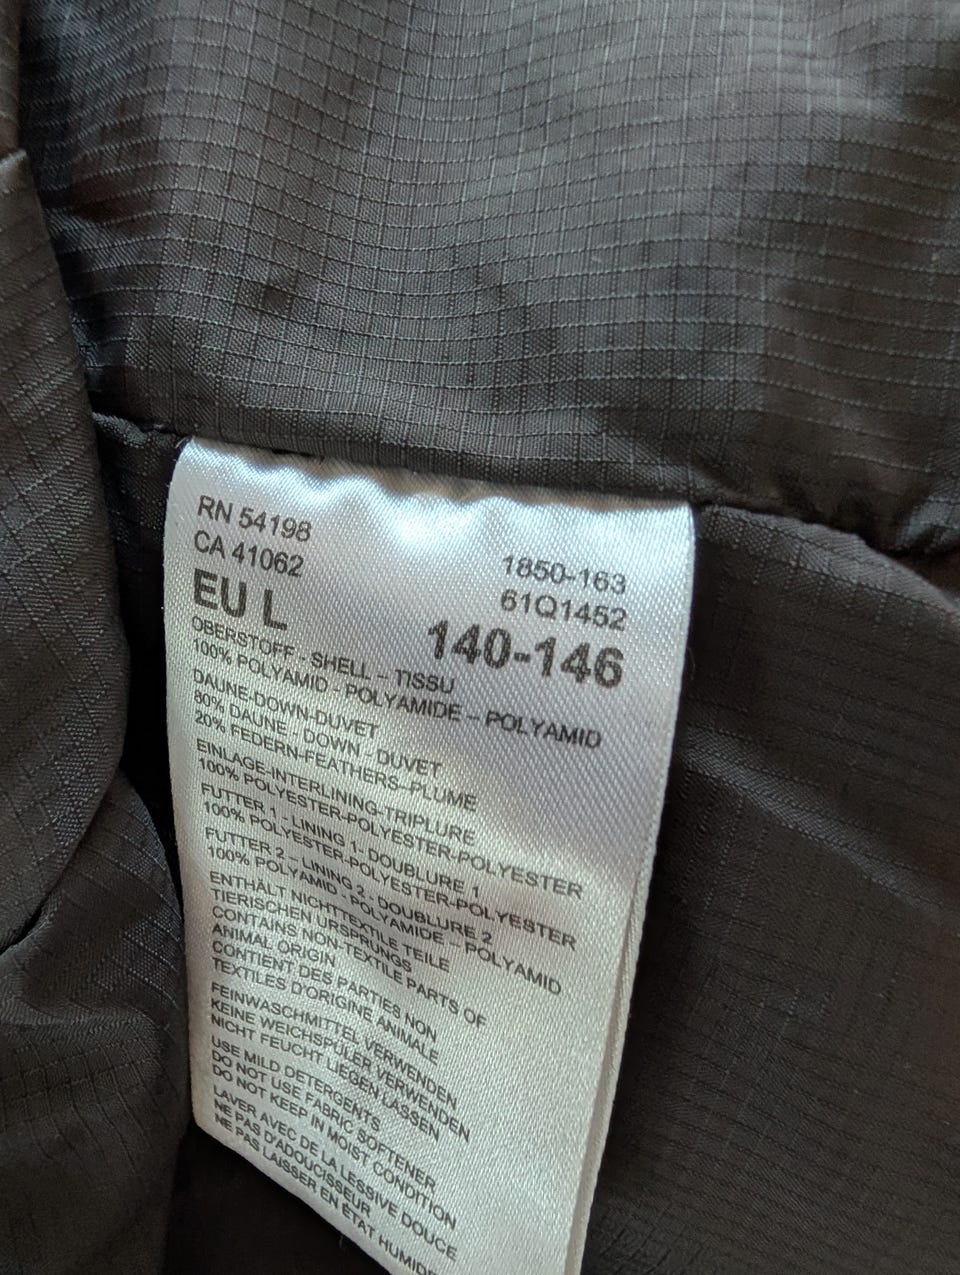 RN 54198
CA 41062
1850-163
61Q1452
EU L
140-146
OBERSTOFF - SHELL - TISSU
100% POLYAMID - POLYAMIDE - POLYAMID
DAUNE-DOWN-DUVET
80% DAUNE - DOWN - DUVET
20% FEDERN-FEATHERS-PLUME
EINLAGE-INTERLINING-TRIPLURE
100% POLYESTER-POLYESTER-POLYESTER
FUTTER 1 - LINING 1- DOUBLURE 1
100% POLYESTER-POLYESTER-POLYESTER
FUTTER 2 - LINING 2 - DOUBLURE 2
100% POLYAMID - POLYAMIDE - POLYAMID
ENTHÄLT NICHTTEXTILE TEILE
TIERISCHEN URSPRUNGS
CONTAINS NON-TEXTILE PARTS OF
ANIMAL ORIGIN
CONTIENT DES PARTIES NON
TEXTILES D'ORIGINE ANIMALE
FEINWASCHMITTEL VERWENDEN
KEINE WEICHSPÜLER VERWENDEN
NICHT FEUCHT LIEGEN LASSEN
USE MILD DETERGENTS
DO NOT USE FABRIC SOFTENER
DO NOT KEEP IN MOIST CONDITION
LAVER AVEC DE LA LESSIVE DOUCE
NE PAS D'ADOUCISSEUR
NE PAS LAISSER EN ÉTAT HUMIDE